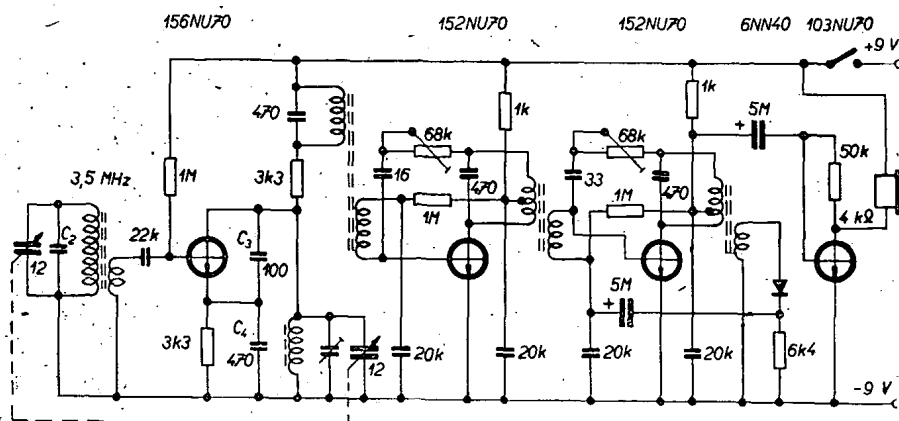 156NU70 152NU70 152NU70 6NN40 103NU70
+9 V
470
1k
1k
5M
+
68k
68k
50k
3,5 MHz
1M
3k3
16
470
33
470
1M
1M
4 kΩ
C2
22k
C3
12
100
5M
+
C4
3k3
470
12
20k
20k
20k
20k
6k4
-9 V